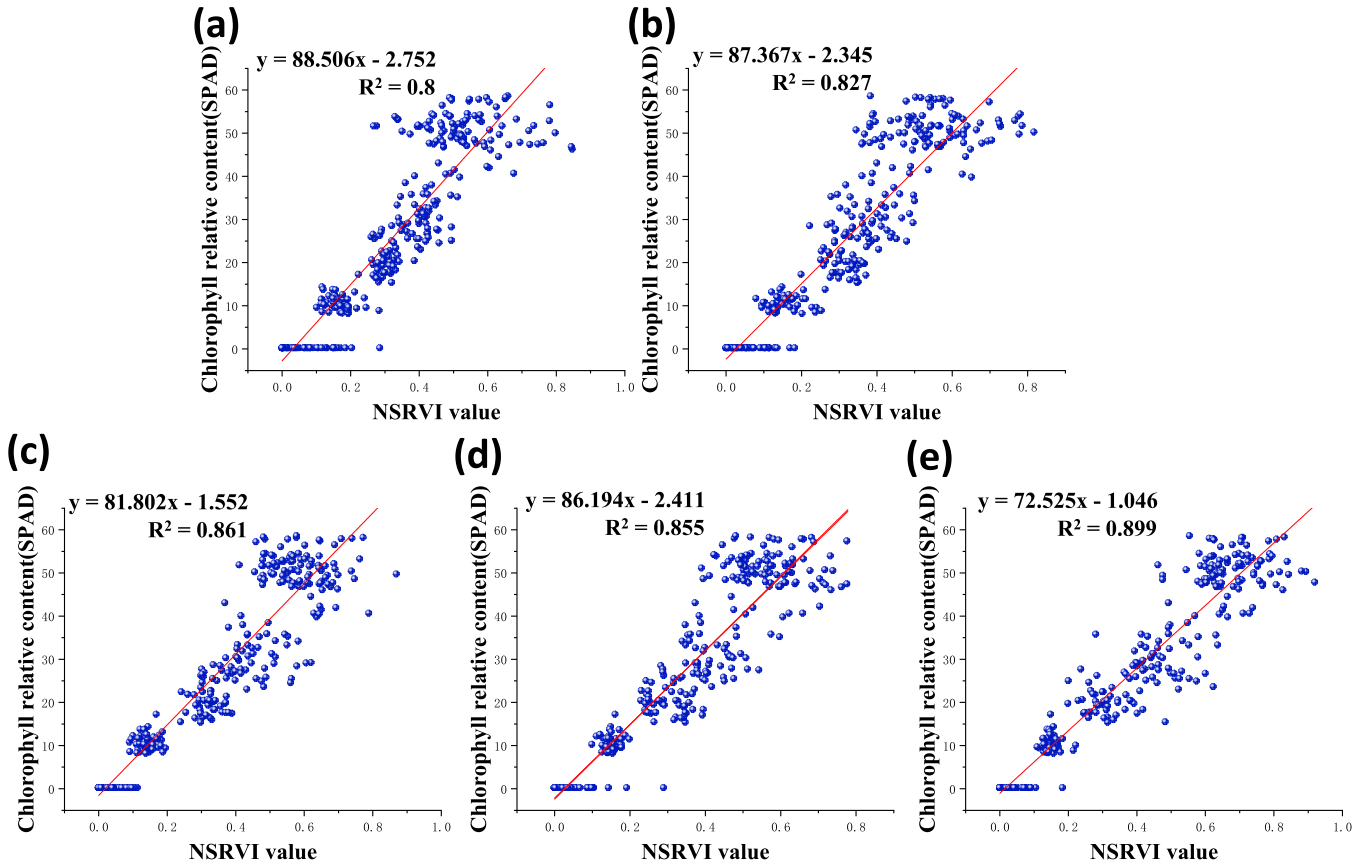 (a)
y = 88.506x - 2.752
R² = 0.8
Chlorophyll relative content(SPAD)
60
50
40
30
20
10
0
0.0 0.2 0.4 0.6 0.8 1.0
NSRVI value
(b)
y = 87.367x - 2.345
R² = 0.827
Chlorophyll relative content(SPAD)
60
50
40
30
20
10
0
0.0 0.2 0.4 0.6 0.8
NSRVI value
(c)
y = 81.802x - 1.552
R² = 0.861
Chlorophyll relative content(SPAD)
60
50
40
30
20
10
0
0.0 0.2 0.4 0.6 0.8 1.0
NSRVI value
(d)
y = 86.194x - 2.411
R² = 0.855
Chlorophyll relative content(SPAD)
60
50
40
30
20
10
0
0.0 0.2 0.4 0.6 0.8
NSRVI value
(e)
y = 72.525x - 1.046
R² = 0.899
Chlorophyll relative content(SPAD)
60
50
40
30
20
10
0
0.0 0.2 0.4 0.6 0.8 1.0
NSRVI value